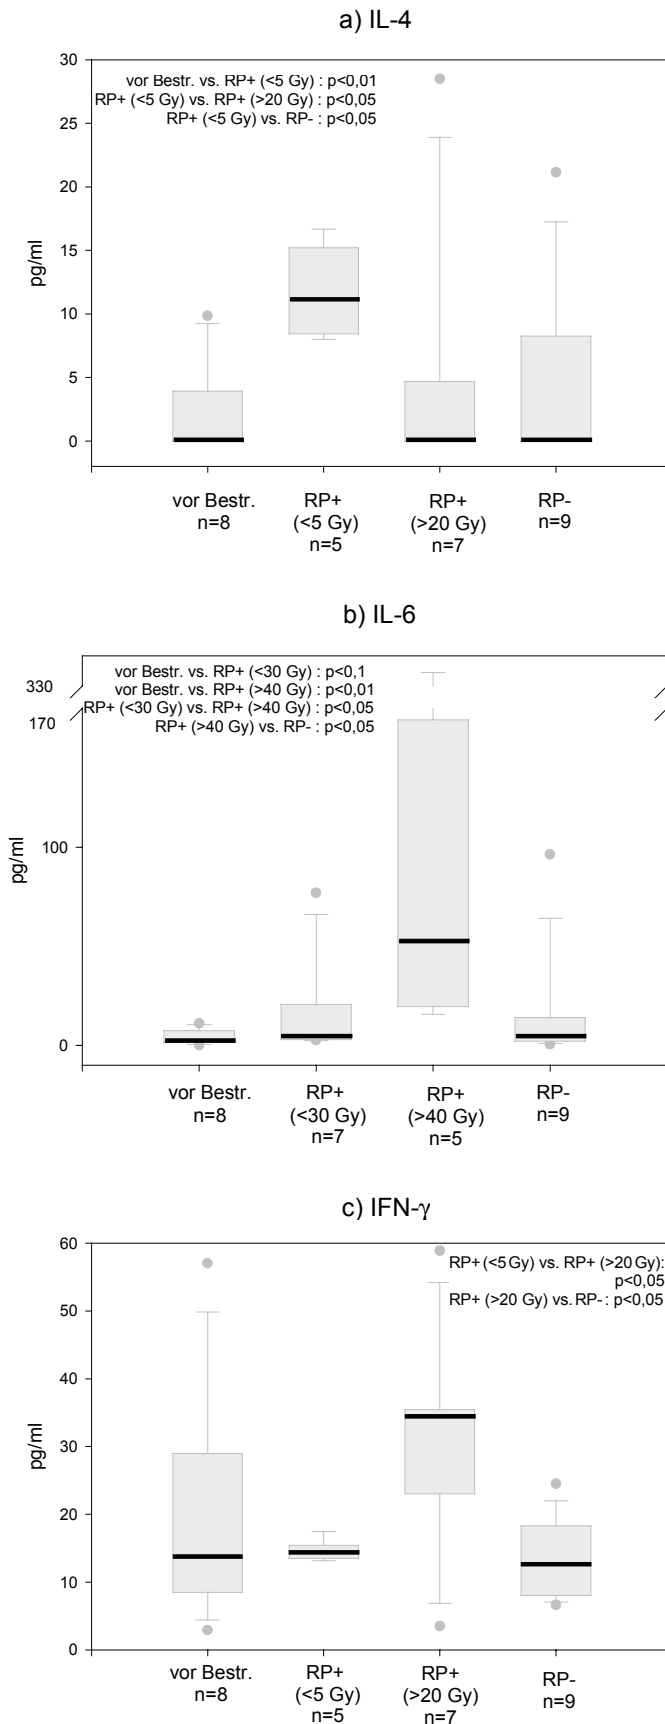 a) IL-4
vor Bestr. vs. RP+ (<5 Gy) : p<0,01
RP+ (<5 Gy) vs. RP+ (>20 Gy) : p<0,05
RP+ (<5 Gy) vs. RP- : p<0,05
30
25
20
15
10
5
0
pg/ml
vor Bestr.
n=8
RP+
(<5 Gy)
n=5
RP+
(>20 Gy)
n=7
RP-
n=9
b) IL-6
vor Bestr. vs. RP+ (<30 Gy) : p<0,1
vor Bestr. vs. RP+ (>40 Gy) : p<0,01
RP+ (<30 Gy) vs. RP+ (>40 Gy) : p<0,05
RP+ (>40 Gy) vs. RP- : p<0,05
330
170
100
0
pg/ml
vor Bestr.
n=8
RP+
(<30 Gy)
n=7
RP+
(>40 Gy)
n=5
RP-
n=9
c) IFN-γ
RP+ (<5 Gy) vs. RP+ (>20 Gy):
p<0,05
RP+ (>20 Gy) vs. RP- : p<0,05
60
50
40
30
20
10
0
pg/ml
vor Bestr.
n=8
RP+
(<5 Gy)
n=5
RP+
(>20 Gy)
n=7
RP-
n=9